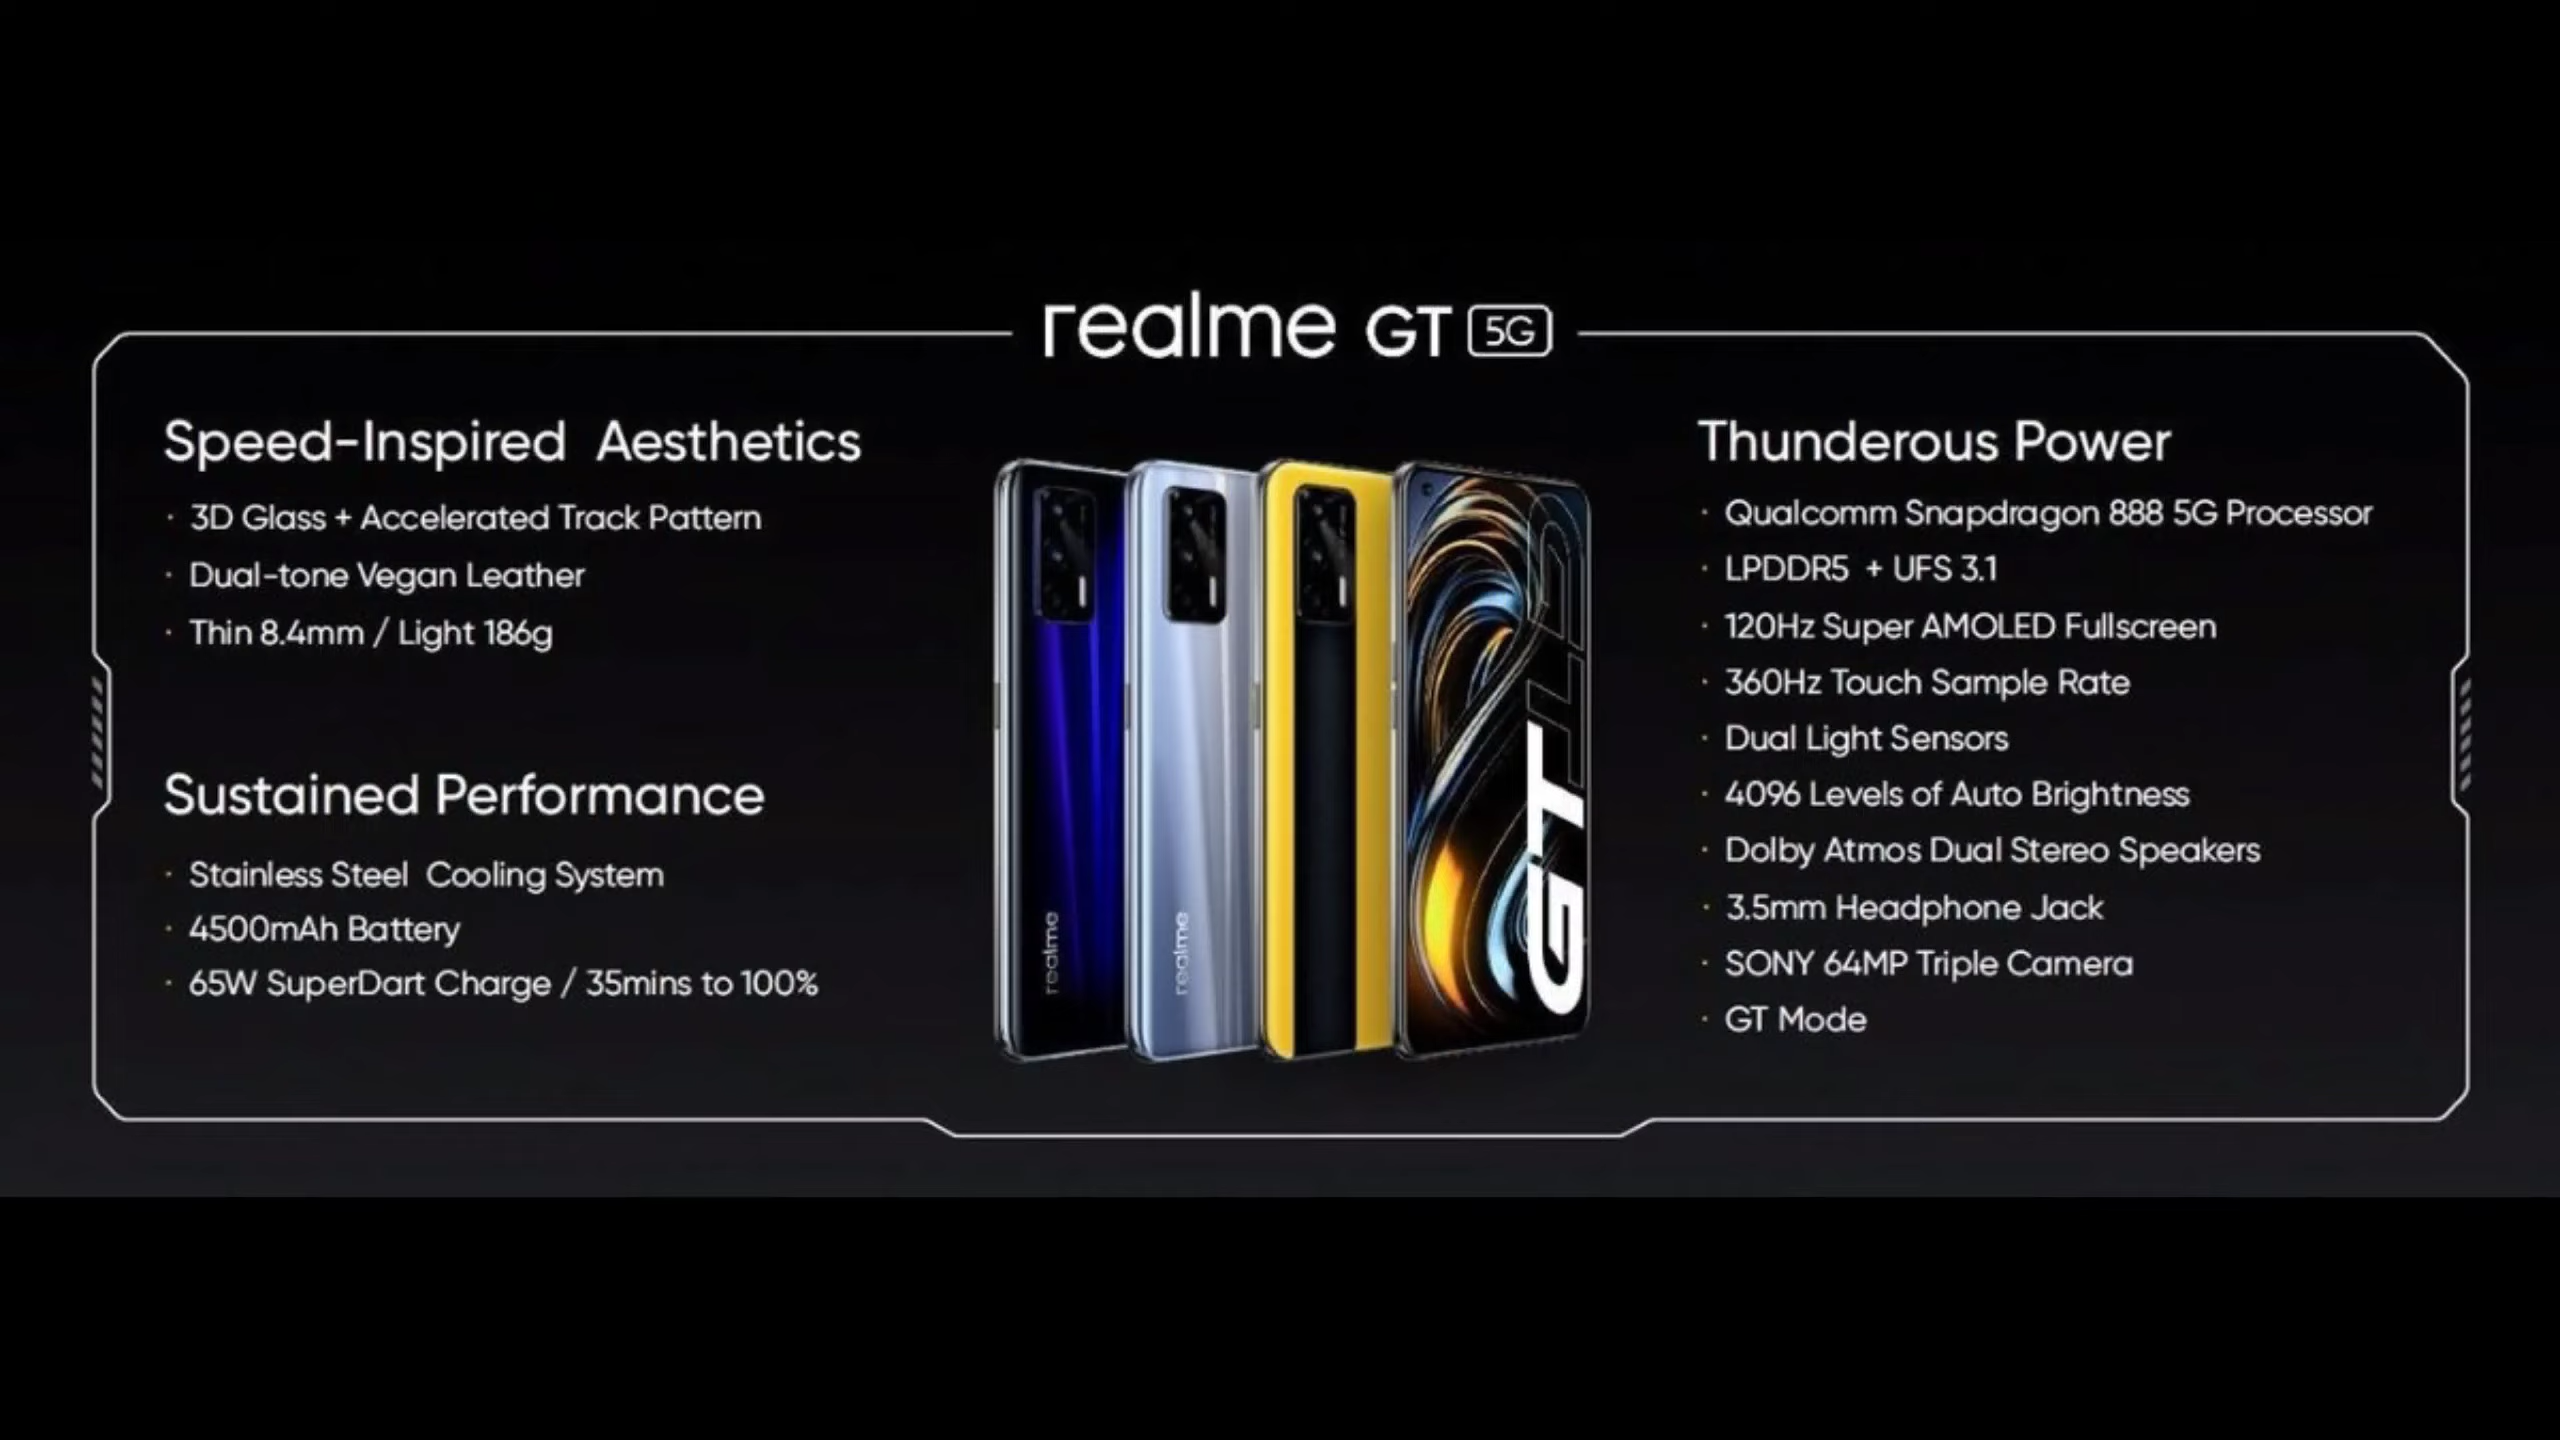 realme GT 5G
Speed-Inspired Aesthetics
· 3D Glass + Accelerated Track Pattern
· Dual-tone Vegan Leather
· Thin 8.4mm / Light 186g
Sustained Performance
· Stainless Steel Cooling System
· 4500mAh Battery
· 65W SuperDart Charge / 35mins to 100%
realme
realme
GT
Thunderous Power
· Qualcomm Snapdragon 888 5G Processor
· LPDDR5 + UFS 3.1
· 120Hz Super AMOLED Fullscreen
· 360Hz Touch Sample Rate
· Dual Light Sensors
· 4096 Levels of Auto Brightness
· Dolby Atmos Dual Stereo Speakers
· 3.5mm Headphone Jack
· SONY 64MP Triple Camera
· GT Mode